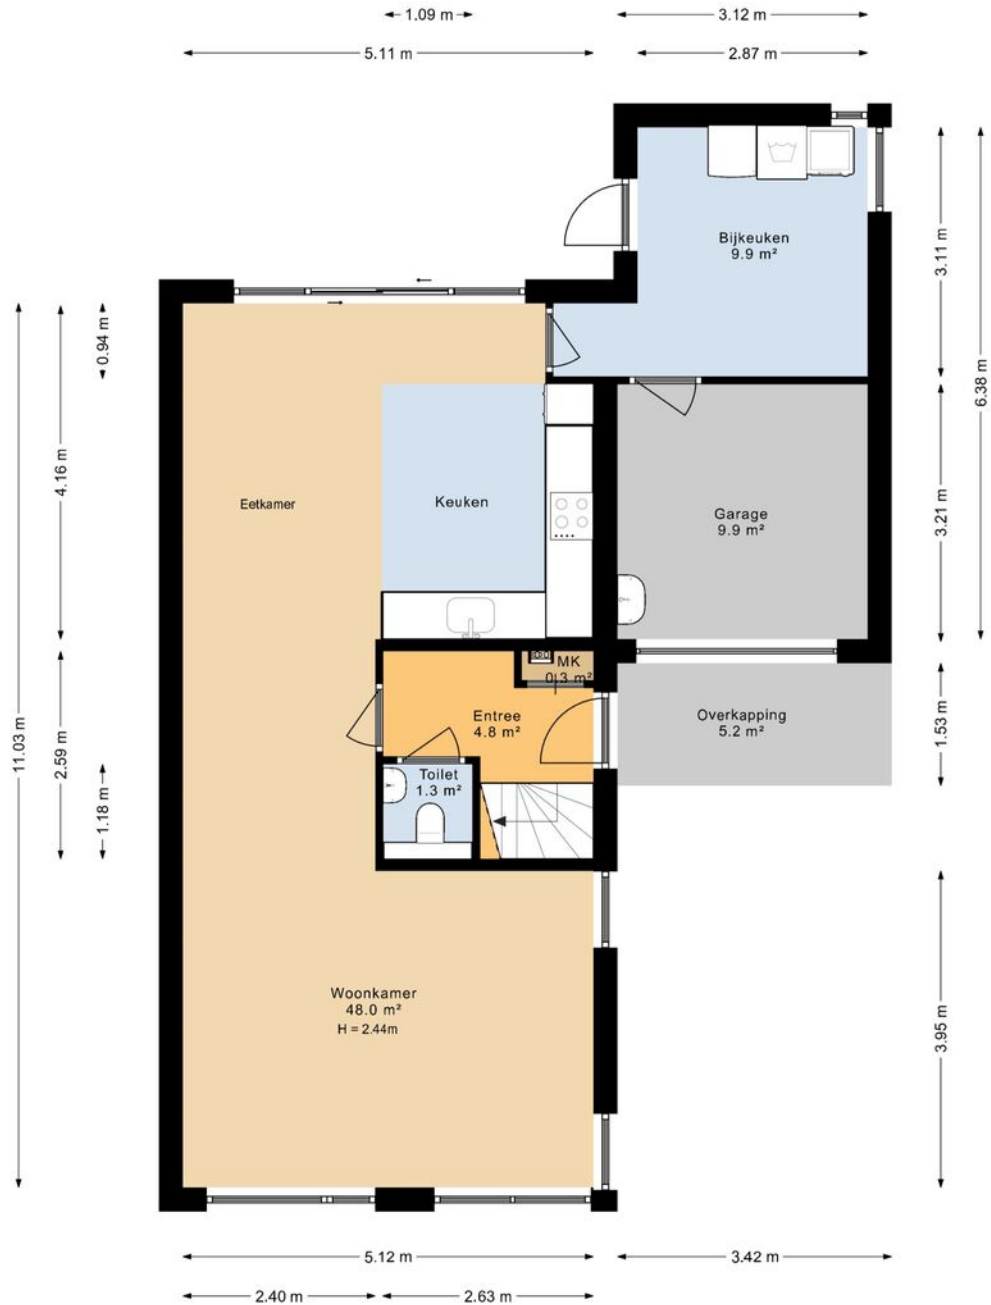 1.09 m
3.12 m
5.11 m
2.87 m
Bijkeuken
9.9 m²
3.11 m
0.94 m
6.38 m
4.16 m
Eetkamer
Keuken
Garage
9.9 m²
3.21 m
MK
0.3 m²
Entree
4.8 m²
Overkapping
5.2 m²
1.53 m
11.03 m
2.59 m
Toilet
1.3 m²
1.18 m
Woonkamer
48.0 m²
H = 2.44m
3.95 m
5.12 m
3.42 m
2.40 m
2.63 m